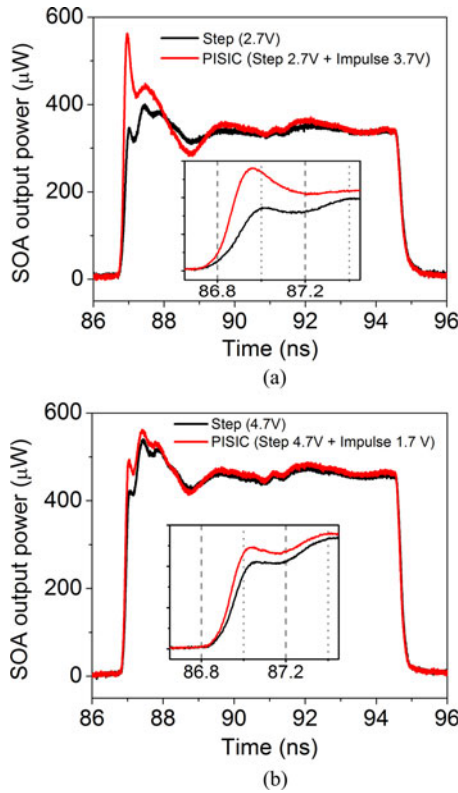 600
Step (2.7V)
PISIC (Step 2.7V + Impulse 3.7V)
400
200
0
SOA output power (μW)
86.8 87.2
86 88 90 92 94 96
Time (ns)
(a)
600
Step (4.7V)
PISIC (Step 4.7V + Impulse 1.7 V)
400
200
0
SOA output power (μW)
86.8 87.2
86 88 90 92 94 96
Time (ns)
(b)